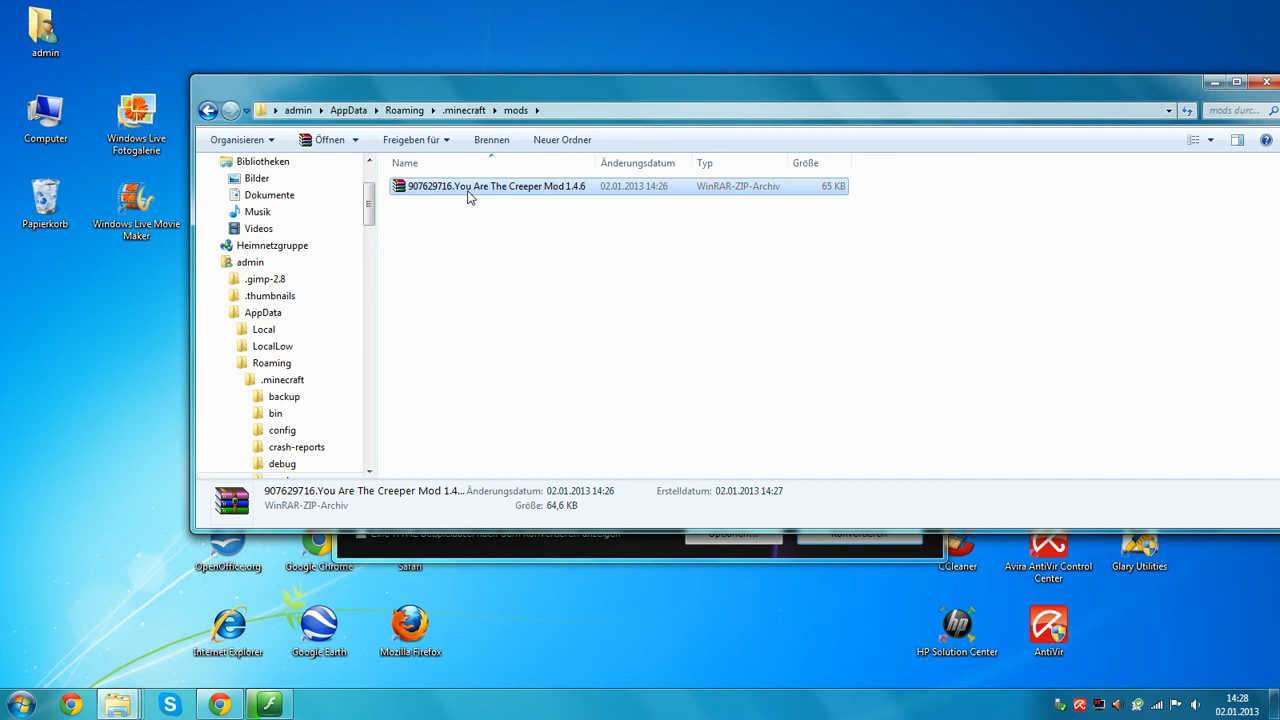 admin
Computer
Windows Live
Fotogalerie
Papierkorb
Windows Live Movie
Maker
admin
AppData
Roaming
.minecraft
mods
mods durc...
Organisieren
Öffnen
Freigeben für
Brennen
Neuer Ordner
Name
Änderungsdatum
Typ
Größe
907629716.You Are The Creeper Mod 1.4.6
02.01.2013 14:26
WinRAR-ZIP-Archiv
65 KB
Bibliotheken
Bilder
Dokumente
Musik
Videos
Heimnetzgruppe
admin
.gimp-2.8
.thumbnails
AppData
Local
LocalLow
Roaming
.minecraft
backup
bin
config
crash-reports
debug
907629716.You Are The Creeper Mod 1.4...
Änderungsdatum: 02.01.2013 14:26
Erstelldatum: 02.01.2013 14:27
WinRAR-ZIP-Archiv
Größe: 64,6 KB
OpenOffice.org
Google Chrome
Safari
CCleaner
Avira AntiVir Control
Center
Glary Utilities
Internet Explorer
Google Earth
Mozilla Firefox
HP Solution Center
AntiVir
14:28
02.01.2013